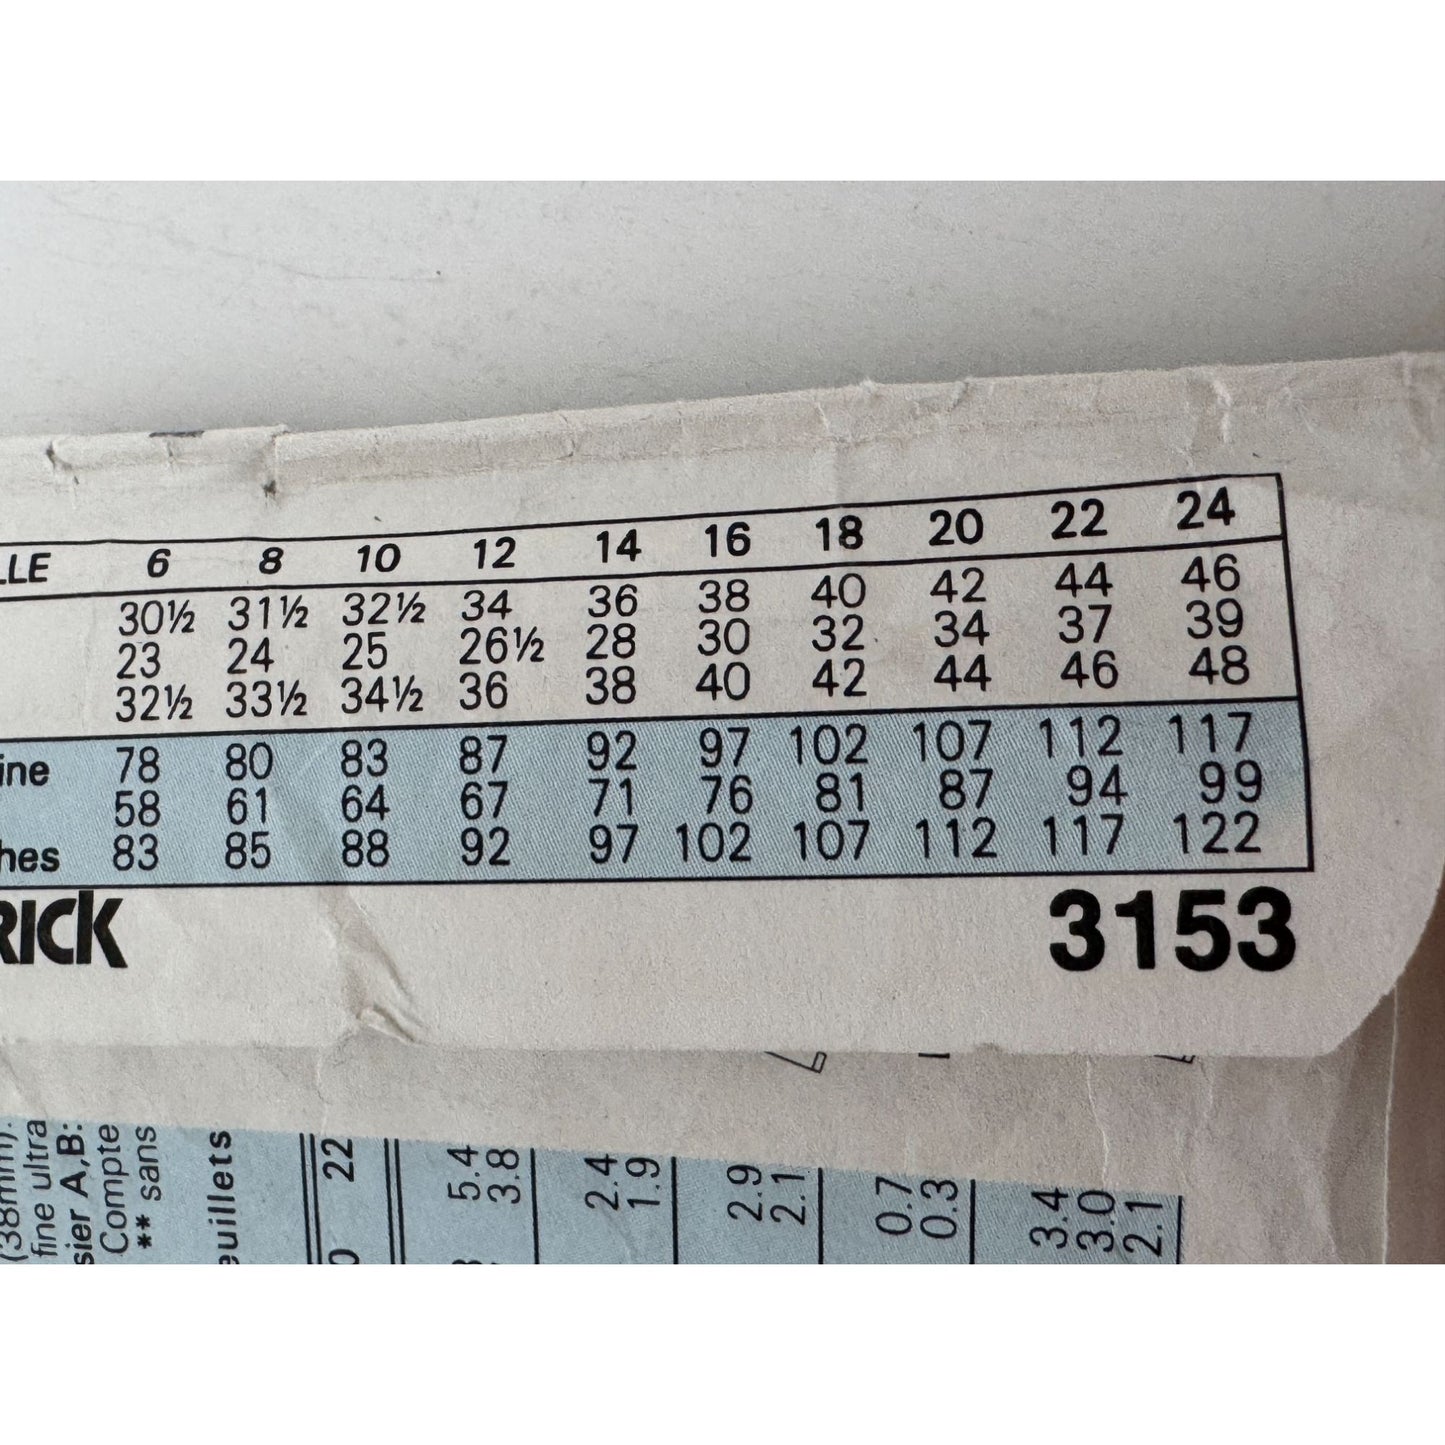 LLE 6 8 10 12 14 16 18 20 22 24
30½ 31½ 32½ 34 36 38 40 42 44 46
23 24 25 26½ 28 30 32 34 37 39
32½ 33½ 34½ 36 38 40 42 44 46 48
ine 78 80 83 87 92 97 102 107 112 117
58 61 64 67 71 76 81 87 94 99
hes 83 85 88 92 97 102 107 112 117 122
RICK 3153
(38mm).
fine ultra
sier A,B:
Compte
** sans
euillets
22
5.4
3.8
2.4
1.9
2.9
2.1
0.7
0.3
3.4
3.0
2.1